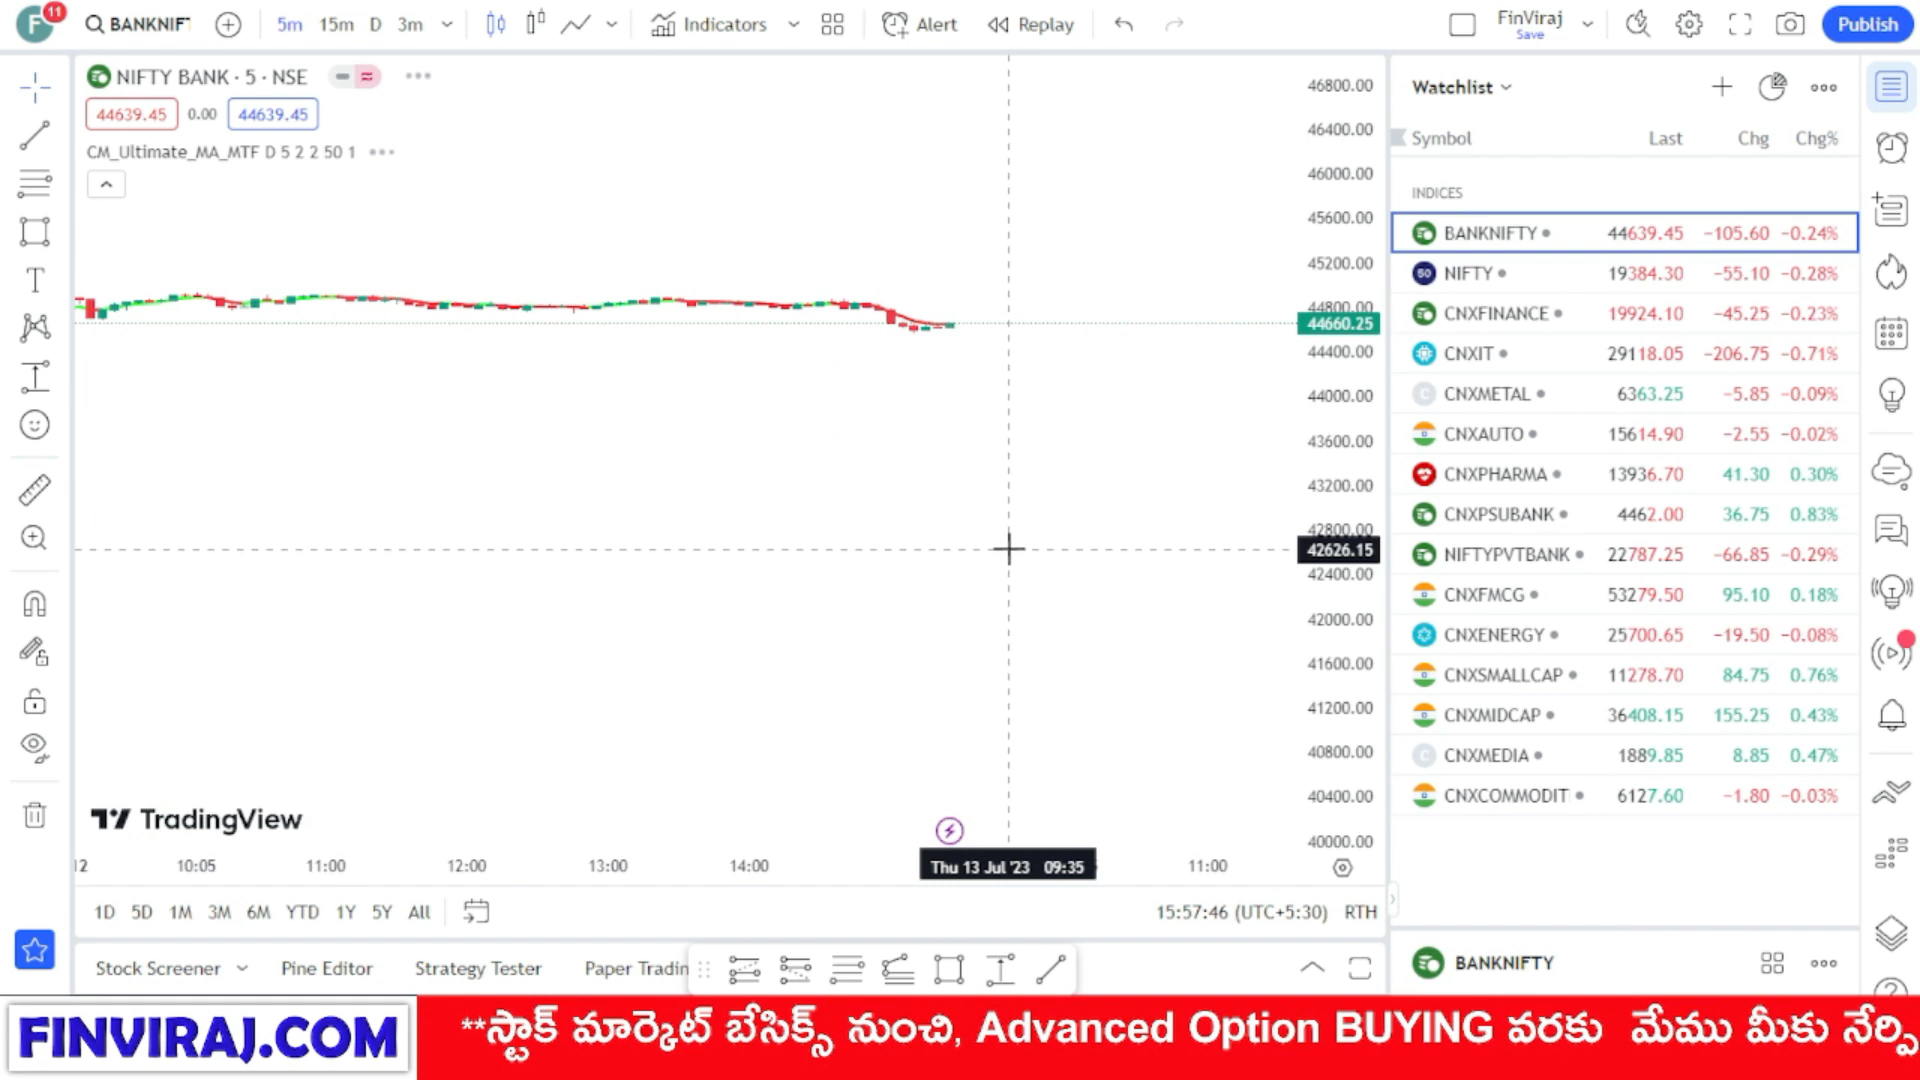 F 11 BANKNIFT 5m 15m D 3m Indicators Alert Replay FinViraj Save Publish
NIFTY BANK · 5 · NSE
44639.45 0.00 44639.45
CM_Ultimate_MA_MTF D 5 2 2 50 1
46800.00
46400.00
46000.00
45600.00
45200.00
44800.00
44660.25
44400.00
44000.00
43600.00
43200.00
42800.00
42626.15
42400.00
42000.00
41600.00
41200.00
40800.00
40400.00
40000.00
TradingView
12 10:05 11:00 12:00 13:00 14:00 Thu 13 Jul '23 09:35 11:00
1D 5D 1M 3M 6M YTD 1Y 5Y All 15:57:46 (UTC+5:30) RTH
Stock Screener Pine Editor Strategy Tester Paper Tradin
Watchlist
Symbol Last Chg Chg%
INDICES
BANKNIFTY 44639.45 −105.60 −0.24%
50 NIFTY 19384.30 −55.10 −0.28%
CNXFINANCE 19924.10 −45.25 −0.23%
CNXIT 29118.05 −206.75 −0.71%
C CNXMETAL 6363.25 −5.85 −0.09%
CNXAUTO 15614.90 −2.55 −0.02%
CNXPHARMA 13936.70 41.30 0.30%
CNXPSUBANK 4462.00 36.75 0.83%
NIFTYPVTBANK 22787.25 −66.85 −0.29%
CNXFMCG 53279.50 95.10 0.18%
CNXENERGY 25700.65 −19.50 −0.08%
CNXSMALLCAP 11278.70 84.75 0.76%
CNXMIDCAP 36408.15 155.25 0.43%
C CNXMEDIA 1889.85 8.85 0.47%
CNXCOMMODIT 6127.60 −1.80 −0.03%
BANKNIFTY
FINVIRAJ.COM
**స్టాక్ మార్కెట్ బేసిక్స్ నుంచి, Advanced Option BUYING వరకు మేము మీకు నేర్పి